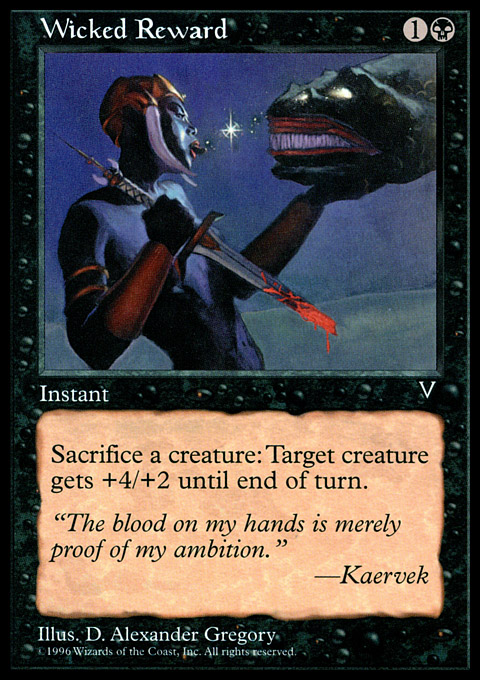 Wicked Reward 1
Instant V
Sacrifice a creature: Target creature
gets +4/+2 until end of turn.
“The blood on my hands is merely
proof of my ambition.”
—Kaervek
Illus. D. Alexander Gregory
©1996 Wizards of the Coast, Inc. All rights reserved.